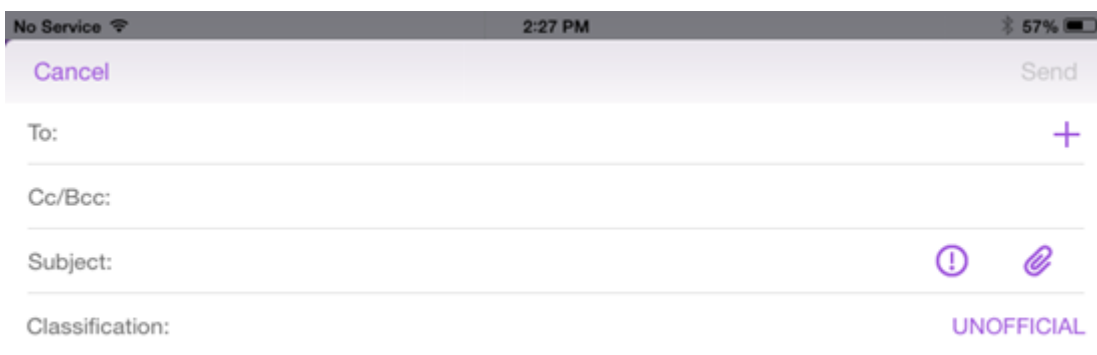 No Service 2:27 PM 57%
Cancel Send
To:
Cc/Bcc:
Subject:
Classification: UNOFFICIAL